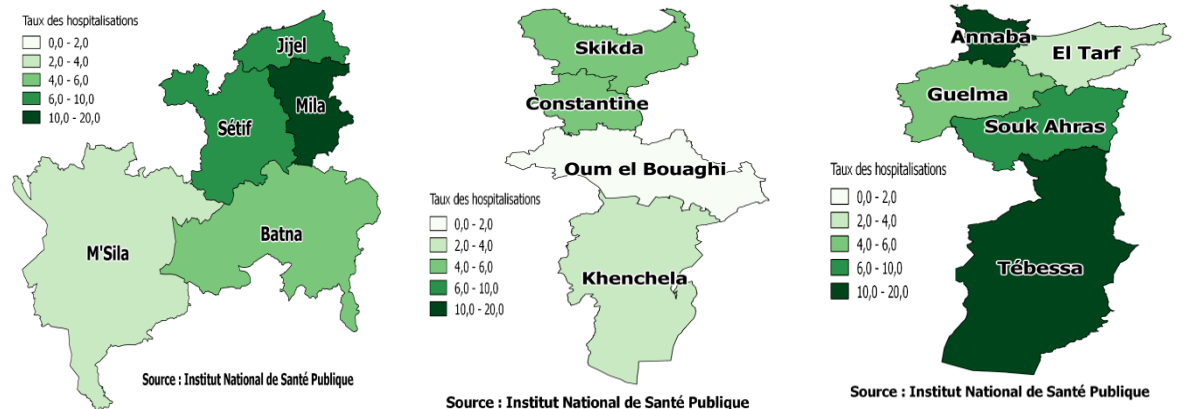 Taux des hospitalisations
0,0 - 2,0
2,0 - 4,0
4,0 - 6,0
6,0 - 10,0
10,0 - 20,0
Jijel
Mila
Sétif
Batna
M'Sila
Source : Institut National de Santé Publique
Skikda
Constantine
Oum el Bouaghi
Taux des hospitalisations
0,0 - 2,0
2,0 - 4,0
4,0 - 6,0
6,0 - 10,0
10,0 - 20,0
Khenchela
Source : Institut National de Santé Publique
Annaba
El Tarf
Guelma
Souk Ahras
Taux des hospitalisations
0,0 - 2,0
2,0 - 4,0
4,0 - 6,0
6,0 - 10,0
10,0 - 20,0
Tébessa
Source : Institut National de Santé Publique